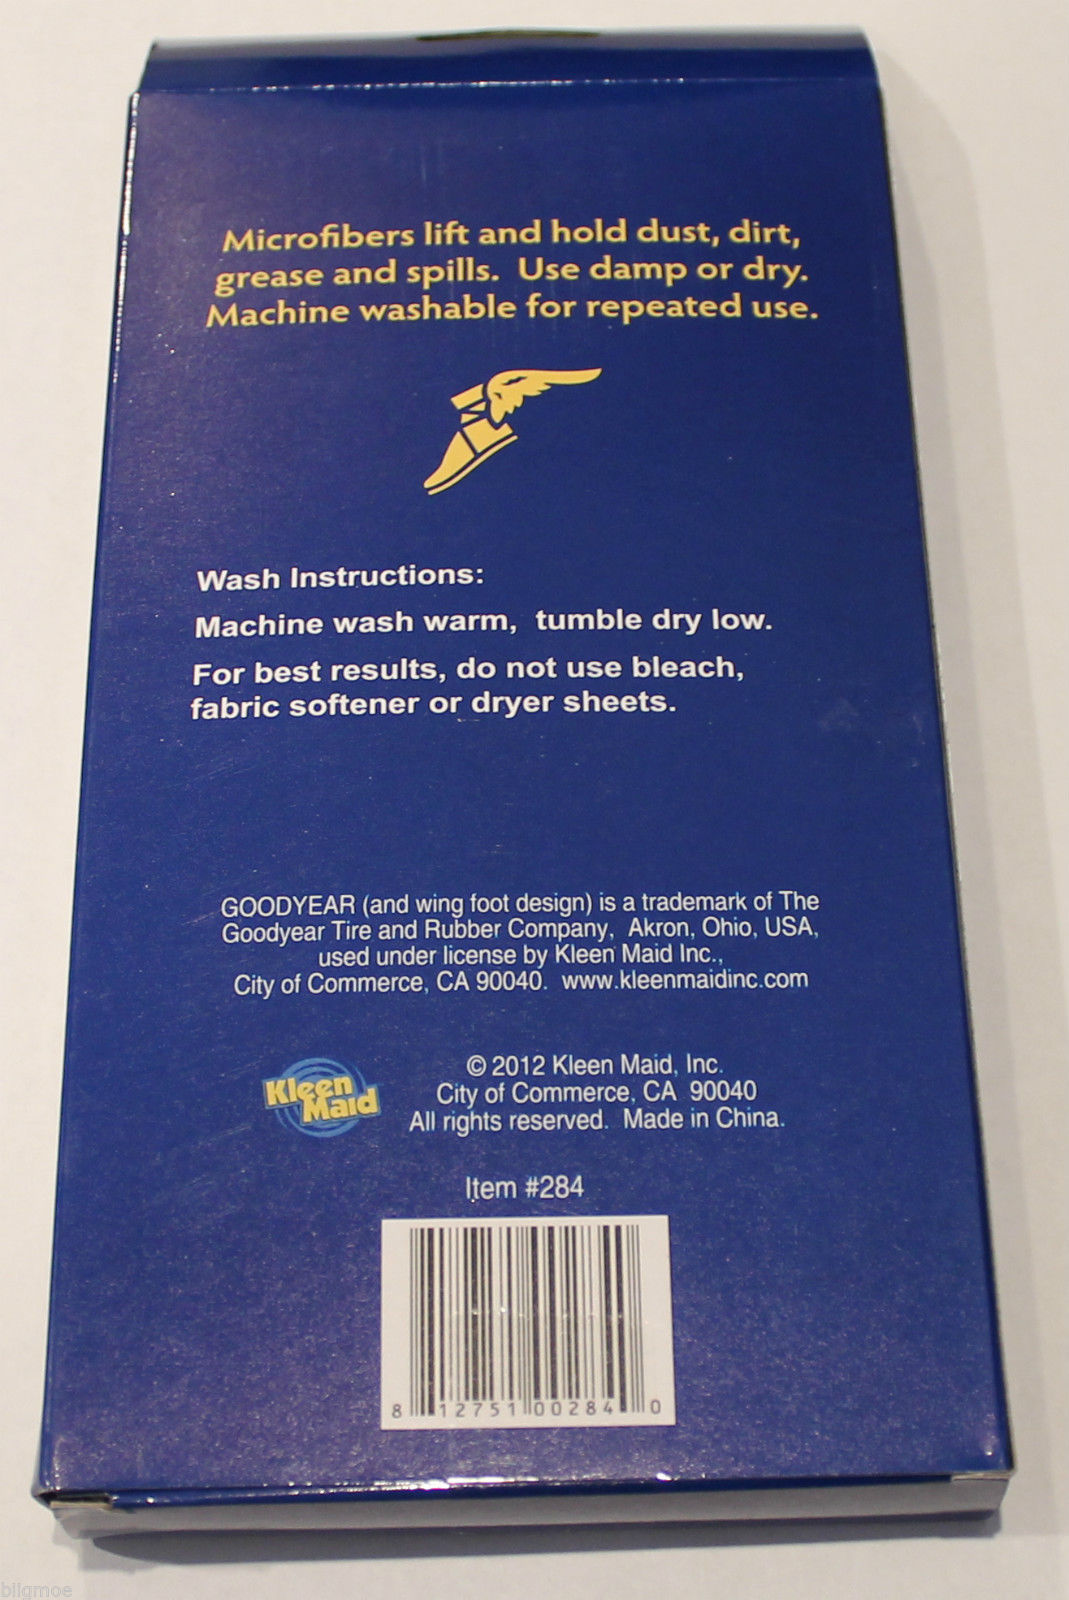 Microfibers lift and hold dust, dirt,
grease and spills. Use damp or dry.
Machine washable for repeated use.
Wash Instructions:
Machine wash warm, tumble dry low.
For best results, do not use bleach,
fabric softener or dryer sheets.
GOODYEAR (and wing foot design) is a trademark of The
Goodyear Tire and Rubber Company, Akron, Ohio, USA,
used under license by Kleen Maid Inc.,
City of Commerce, CA 90040. www.kleenmaidinc.com
Kleen
Maid
© 2012 Kleen Maid, Inc.
City of Commerce, CA 90040
All rights reserved. Made in China.
Item #284
8 12751 00284 0
bilqmoe